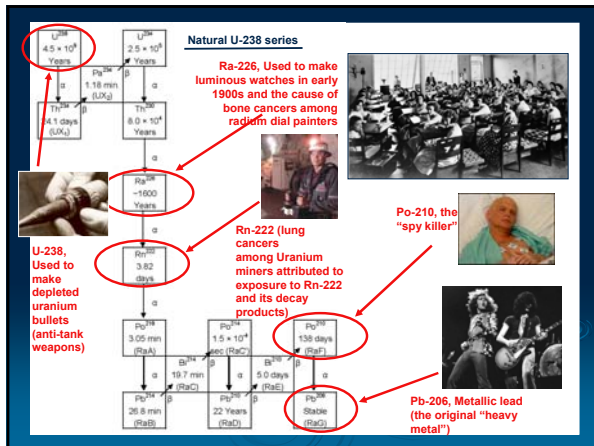 Natural U-238 series
U²³⁸
4.5 × 10⁹
Years
U²³⁴
2.5 × 10⁵
Years
α
Pa²³⁴
1.18 min
(UX₂)
β
α
β
Th²³⁴
24.1 days
(UX₁)
Th²³⁰
8.0 × 10⁴
Years
α
Ra-226, Used to make
luminous watches in early
1900s and the cause of
bone cancers among
radium dial painters
Ra²²⁶
~1600
Years
α
U-238,
Used to
make
depleted
uranium
bullets
(anti-tank
weapons)
Rn²²²
3.82
days
α
Rn-222 (lung
cancers
among Uranium
miners attributed to
exposure to Rn-222
and its decay
products)
Po-210, the
“spy killer”
Po²¹⁸
3.05 min
(RaA)
Po²¹⁴
1.5 × 10⁻⁴
sec (RaC')
Po²¹⁰
138 days
(RaF)
α
Bi²¹⁴
19.7 min
(RaC)
β
β
α
Bi²¹⁰
5.0 days
(RaE)
β
β
α
Pb²¹⁴
26.8 min
(RaB)
Pb²¹⁰
22 Years
(RaD)
Pb²⁰⁶
Stable
(RaG)
Pb-206, Metallic lead
(the original “heavy
metal”)